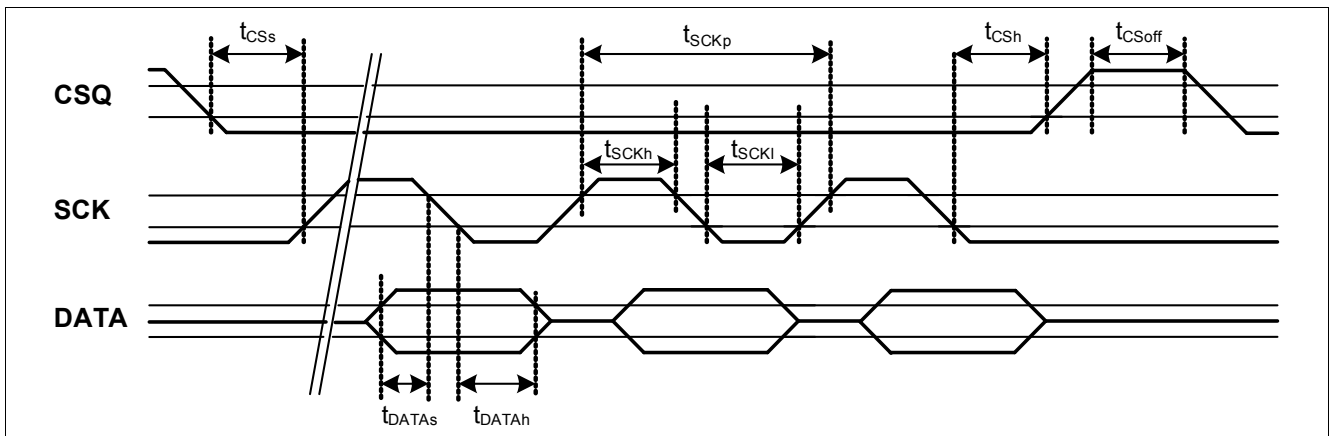 tCSs
tSCKp
tCSh
tCSoff
CSQ
tSCKh
tSCKl
SCK
DATA
tDATAs
tDATAh